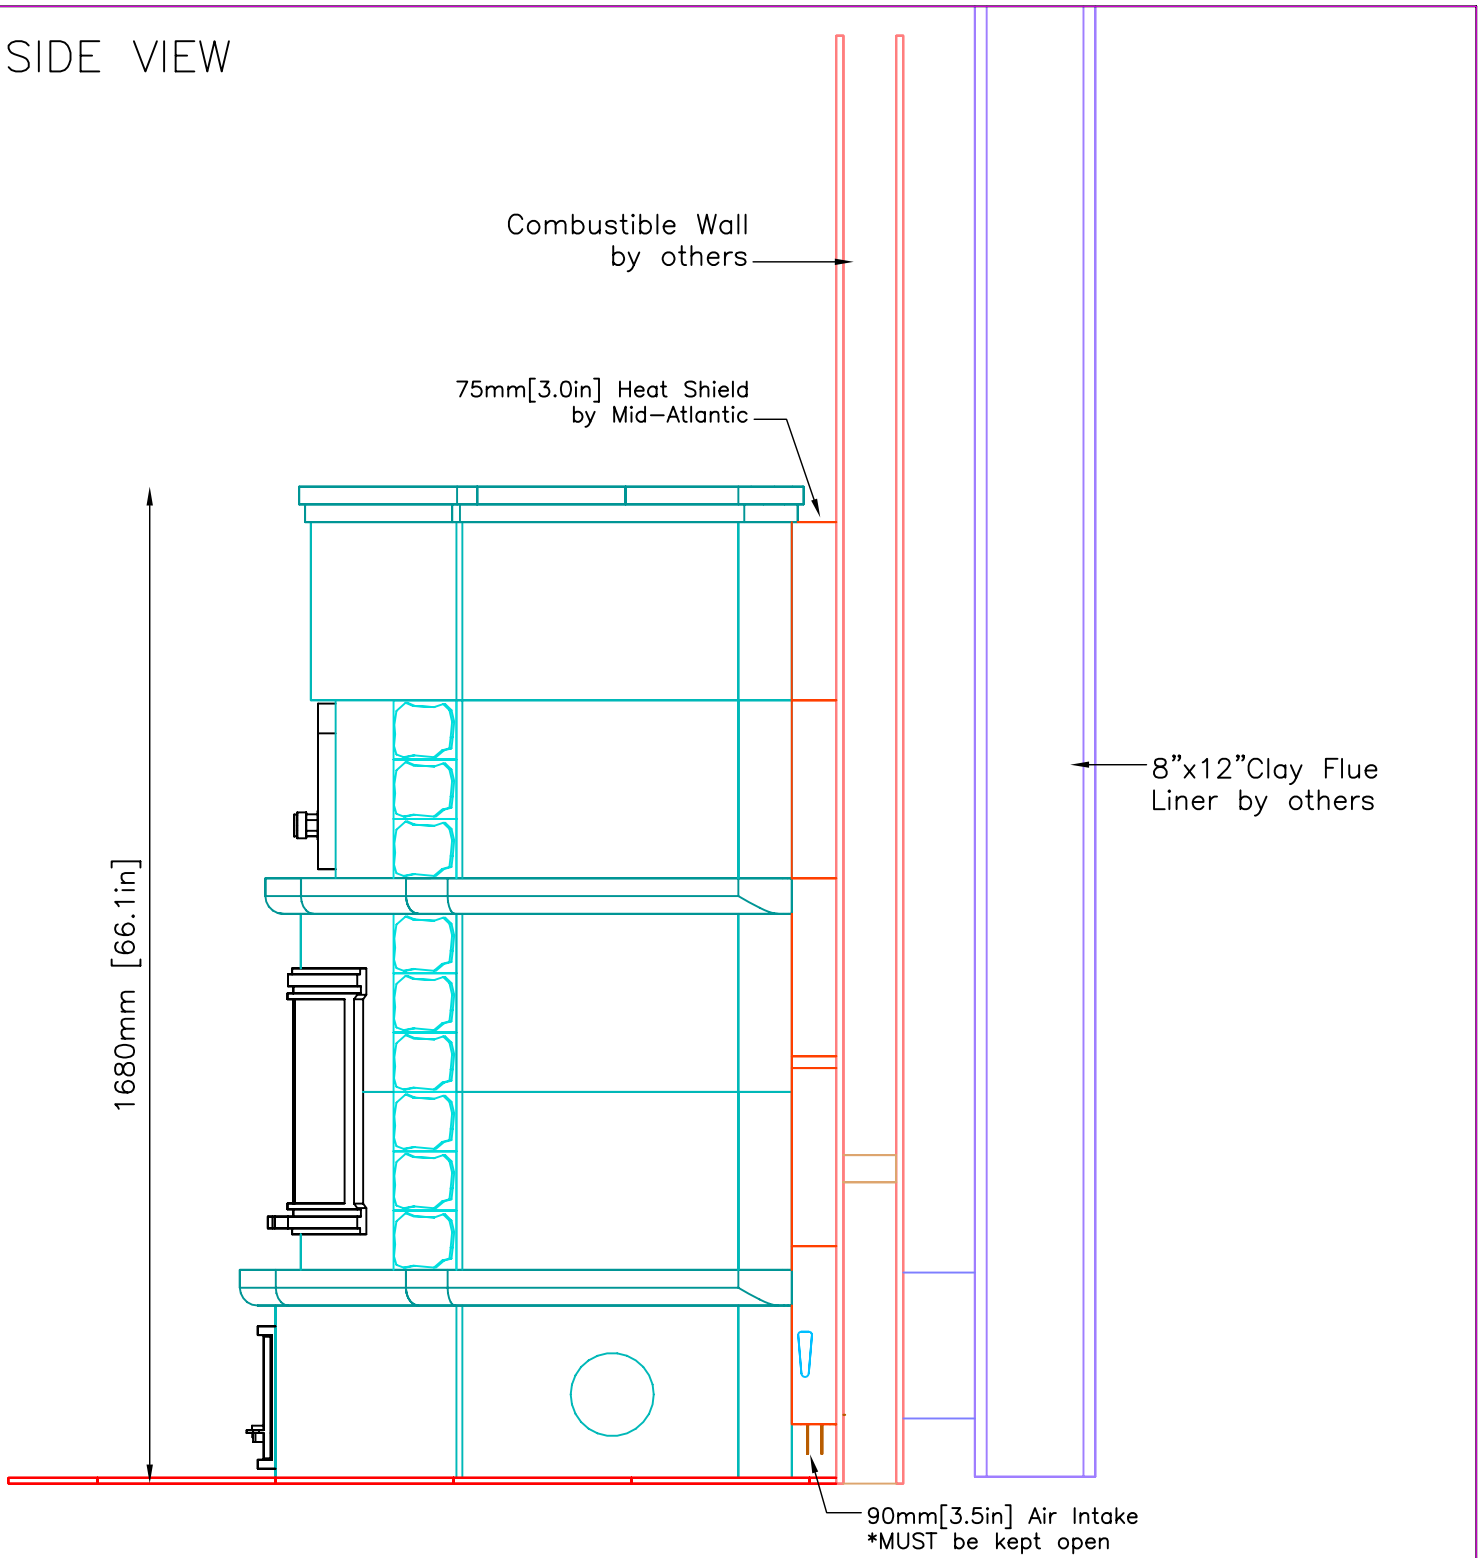 SIDE VIEW
Combustible Wall
by others
75mm[3.0in] Heat Shield
by Mid-Atlantic
8"x12"Clay Flue
Liner by others
1680mm [66.1in]
90mm[3.5in] Air Intake
*MUST be kept open